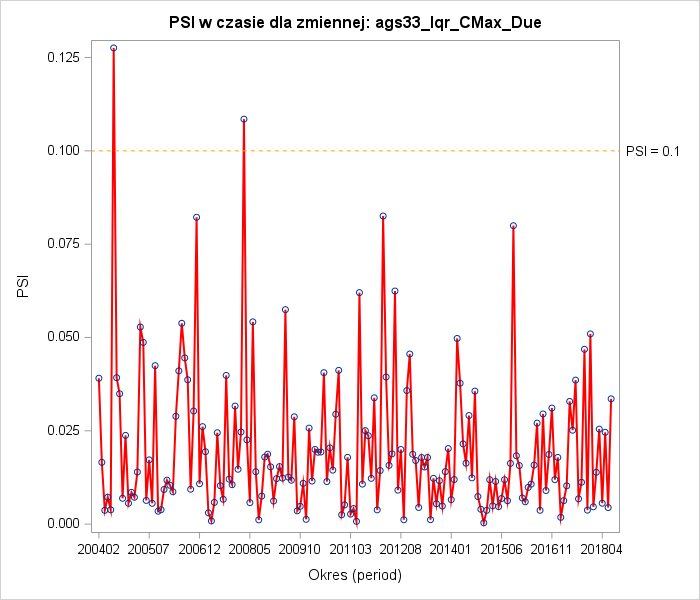 PSI w czasie dla zmiennej: ags33_Iqr_CMax_Due
0.125
0.100
PSI = 0.1
0.075
PSI
0.050
0.025
0.000
200402 200507 200612 200805 200910 201103 201208 201401 201506 201611 201804
Okres (period)